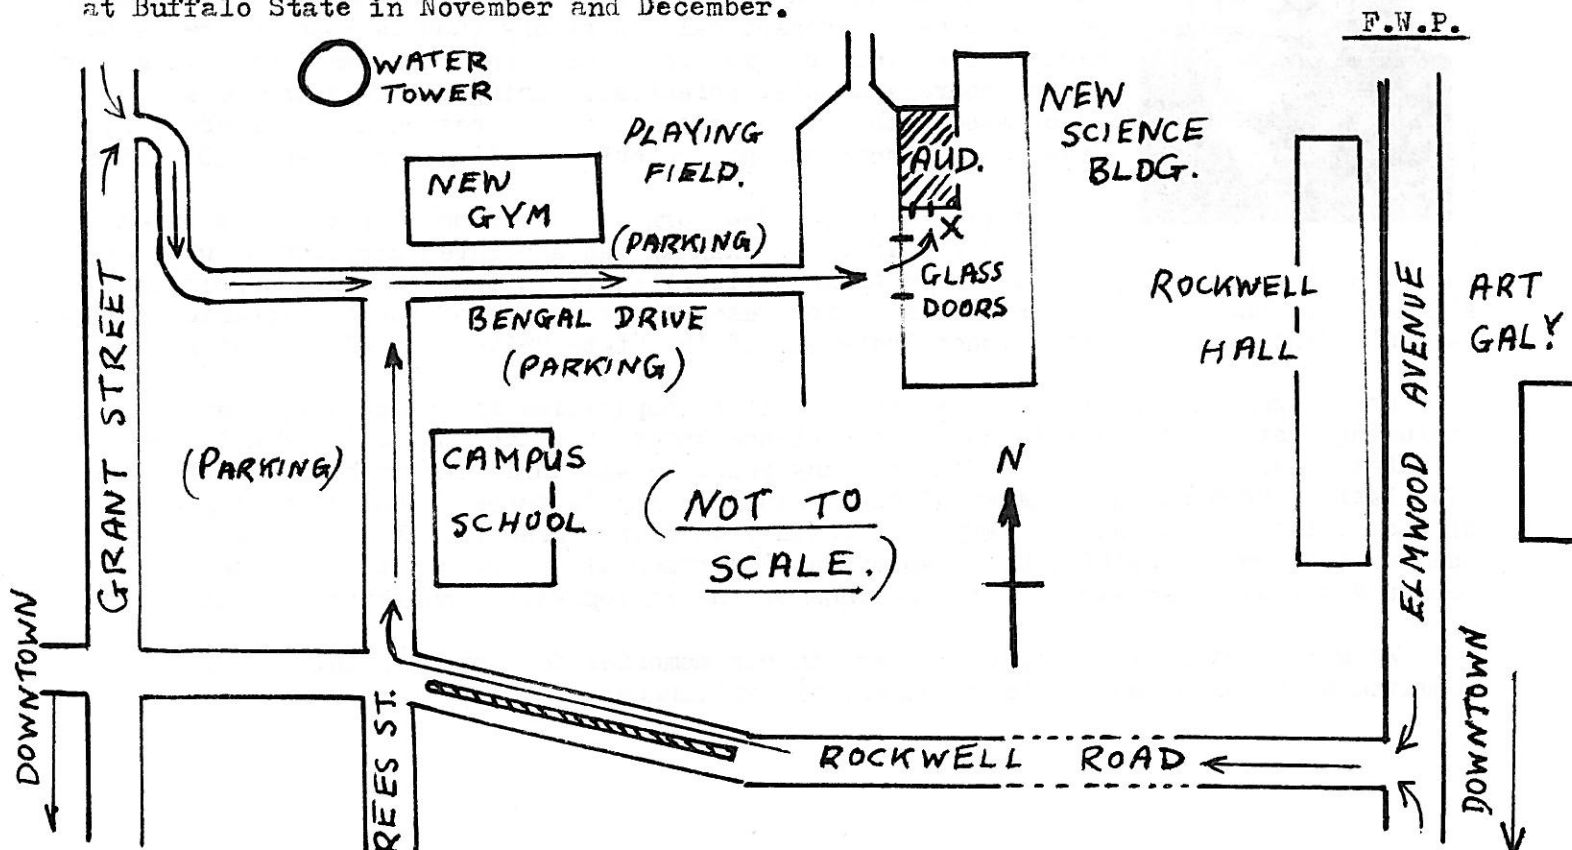 at Buffalo State in November and December.
F.W.P.
WATER
TOWER
PLAYING
FIELD.
NEW
SCIENCE
BLDG.
AUD.
NEW
GYM
(PARKING)
X
GLASS
DOORS
BENGAL DRIVE
(PARKING)
GRANT STREET
ROCKWELL
HALL
ELMWOOD AVENUE
ART
GAL'Y
(PARKING)
CAMPUS
SCHOOL
(NOT TO
SCALE.)
N
DOWNTOWN
REES ST.
ROCKWELL ROAD
DOWNTOWN